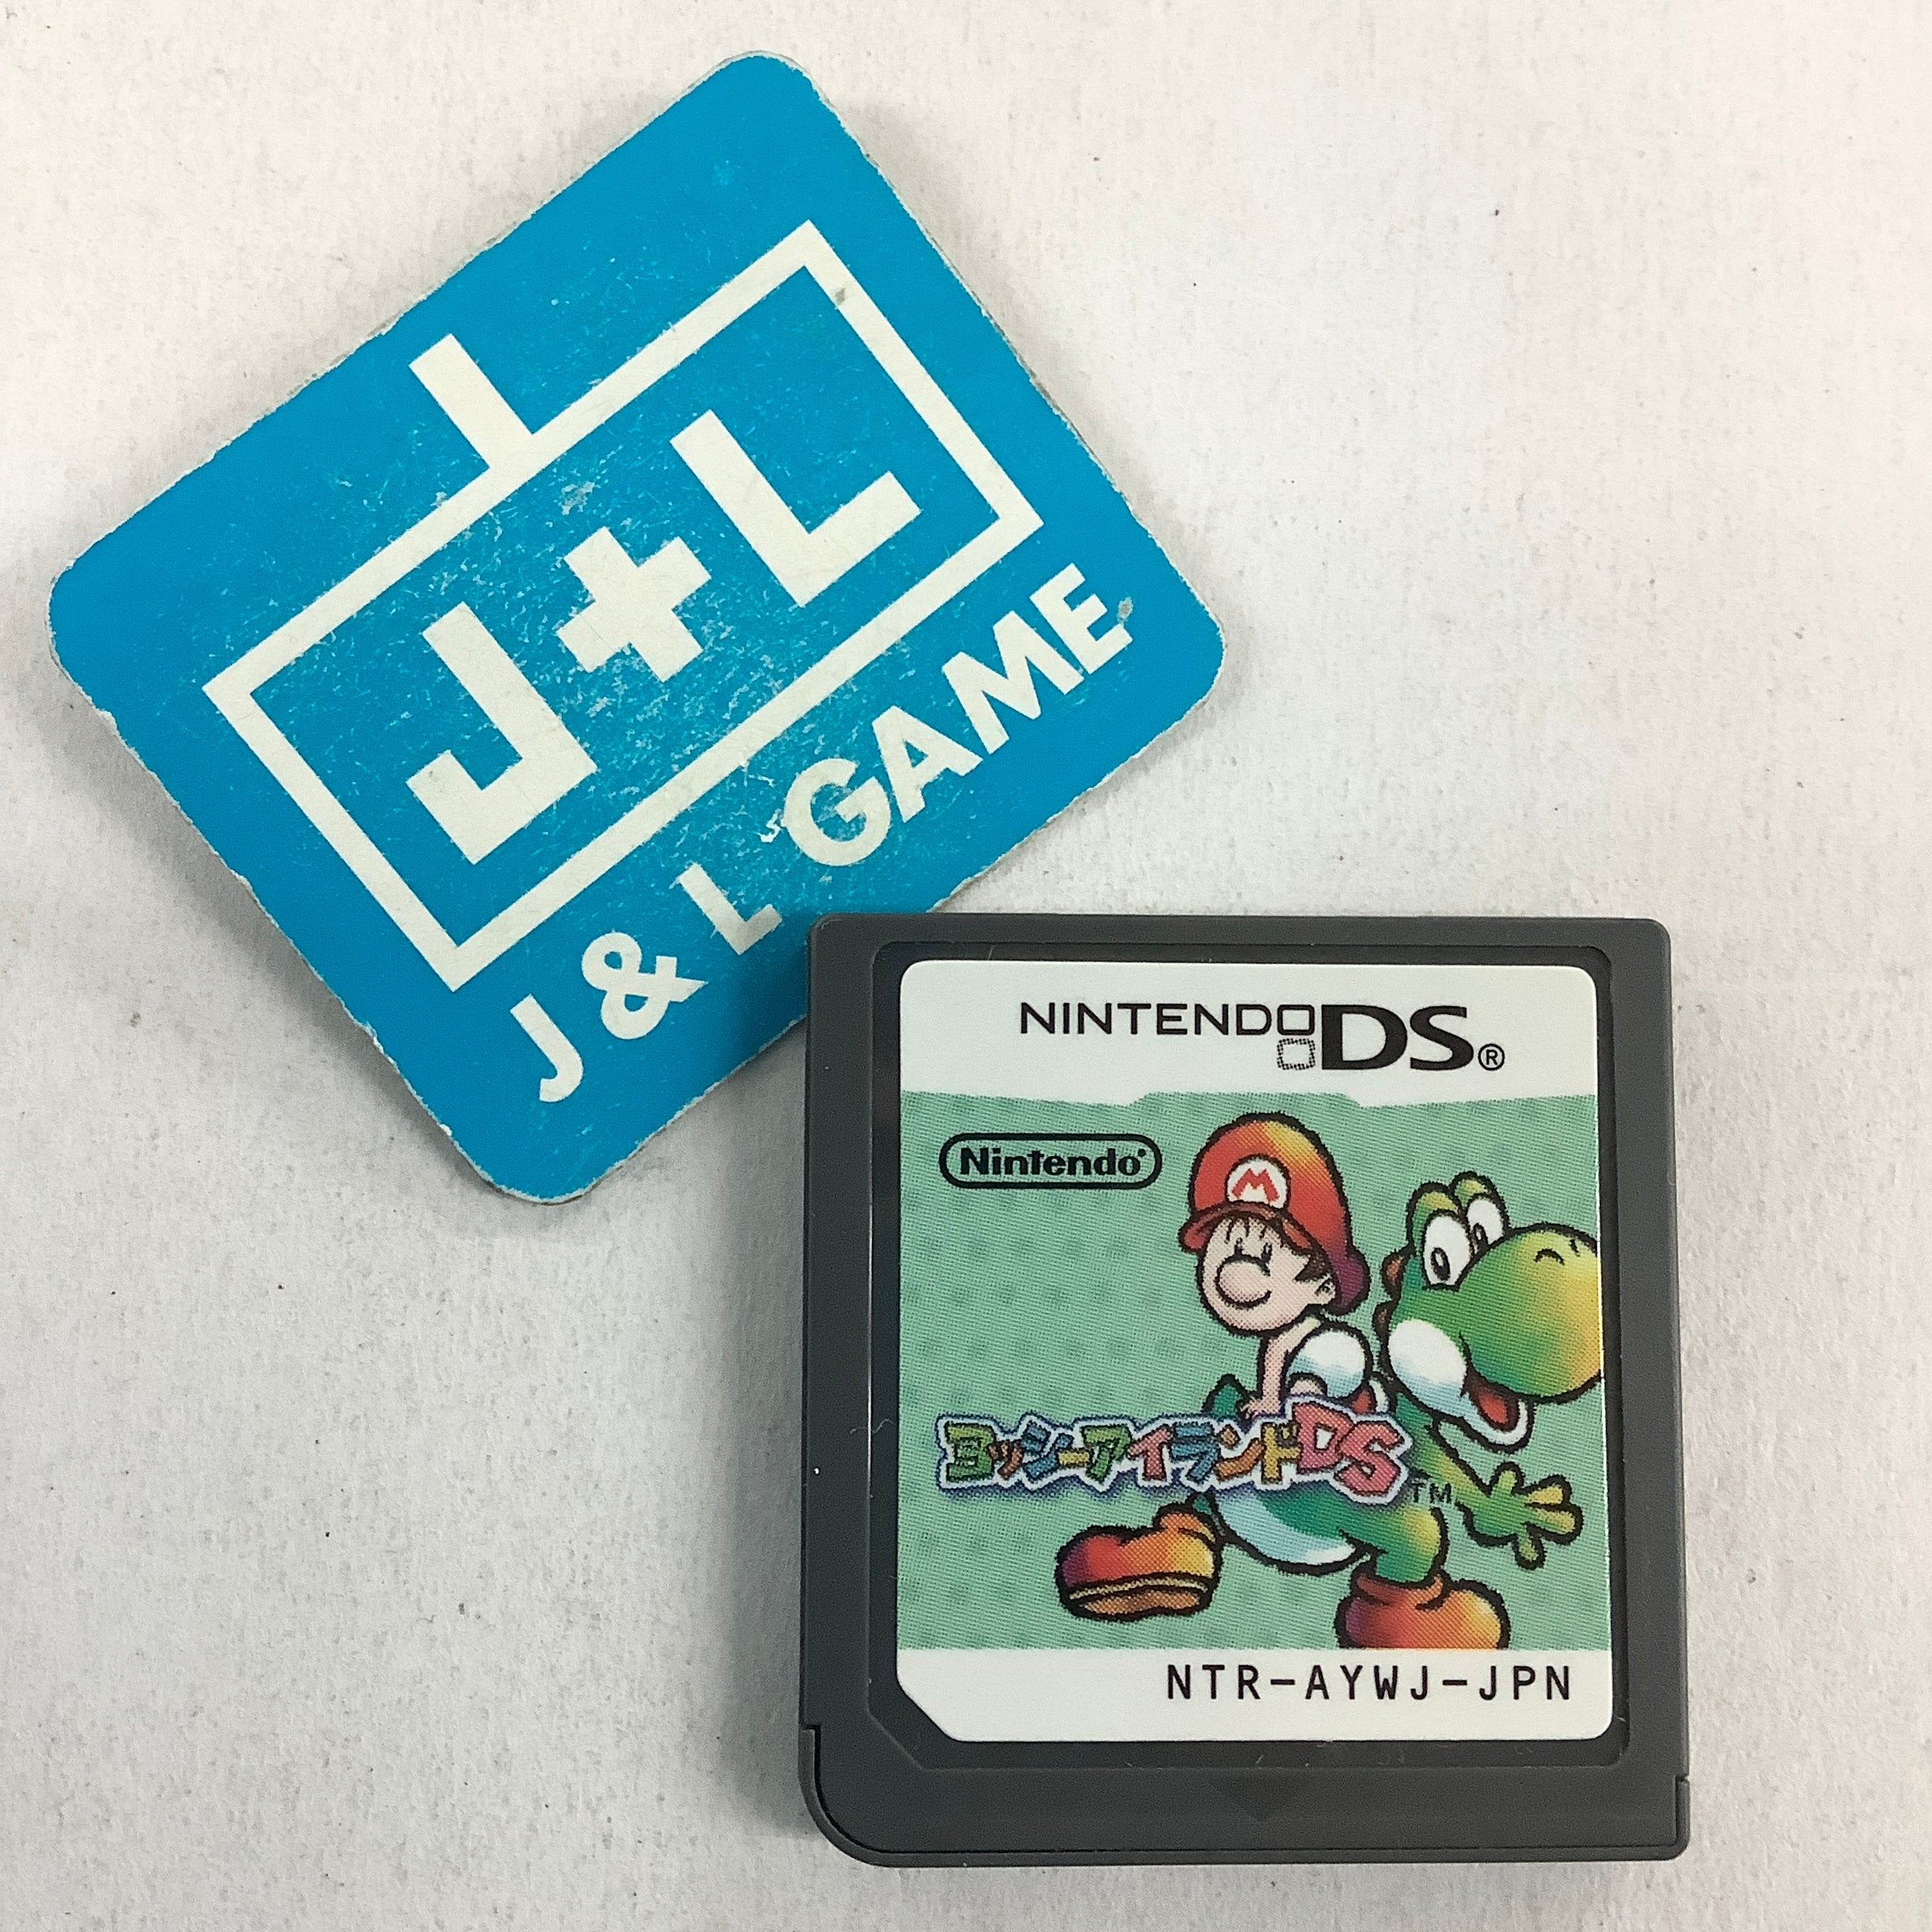 J+L
J & L GAME
NINTENDO DS®
Nintendo®
M
ヨッシーアイランドDS™
NTR-AYWJ-JPN